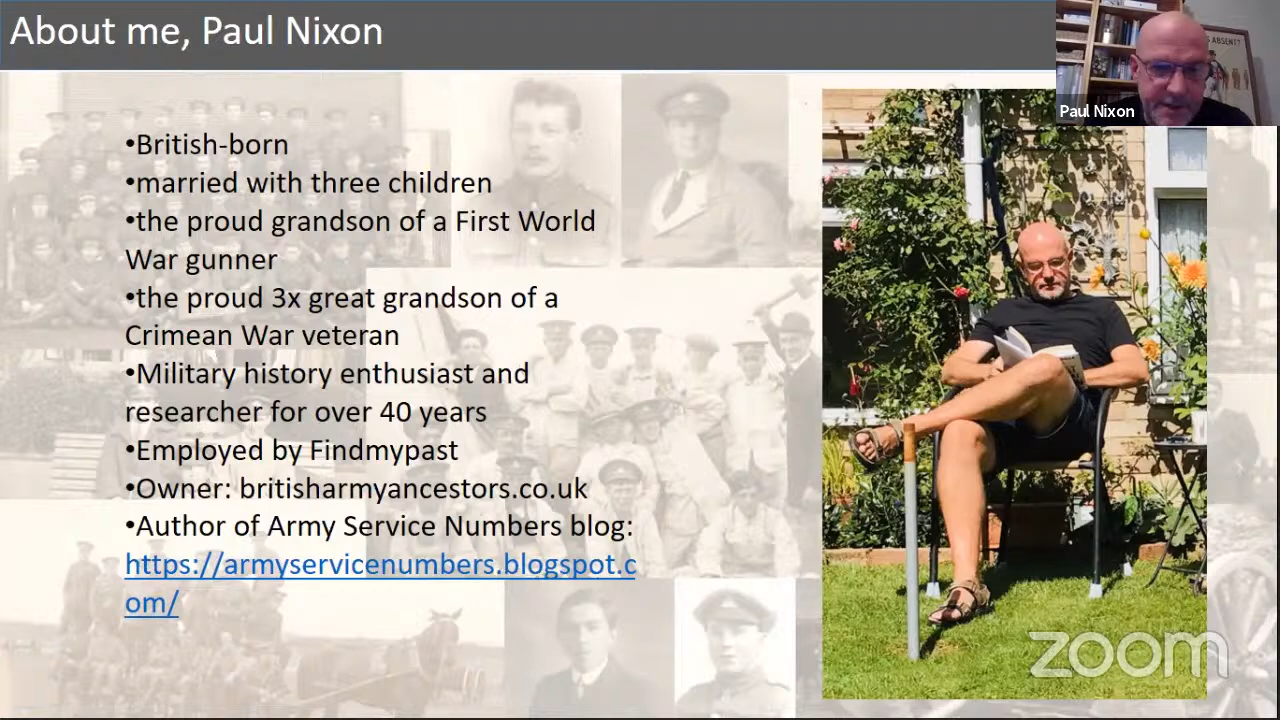 About me, Paul Nixon
ABSENT?
Paul Nixon
•British-born
•married with three children
•the proud grandson of a First World
War gunner
•the proud 3x great grandson of a
Crimean War veteran
•Military history enthusiast and
researcher for over 40 years
•Employed by Findmypast
•Owner: britisharmyancestors.co.uk
•Author of Army Service Numbers blog:
https://armyservicenumbers.blogspot.c
om/
zoom